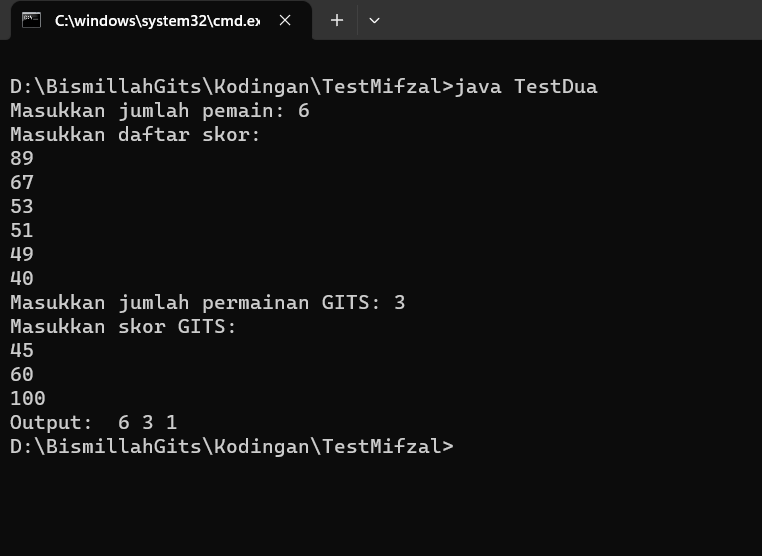 C:\windows\system32\cmd.ex
D:\BismillahGits\Kodingan\TestMifzal>java TestDua
Masukkan jumlah pemain: 6
Masukkan daftar skor:
89
67
53
51
49
40
Masukkan jumlah permainan GITS: 3
Masukkan skor GITS:
45
60
100
Output:  6 3 1
D:\BismillahGits\Kodingan\TestMifzal>